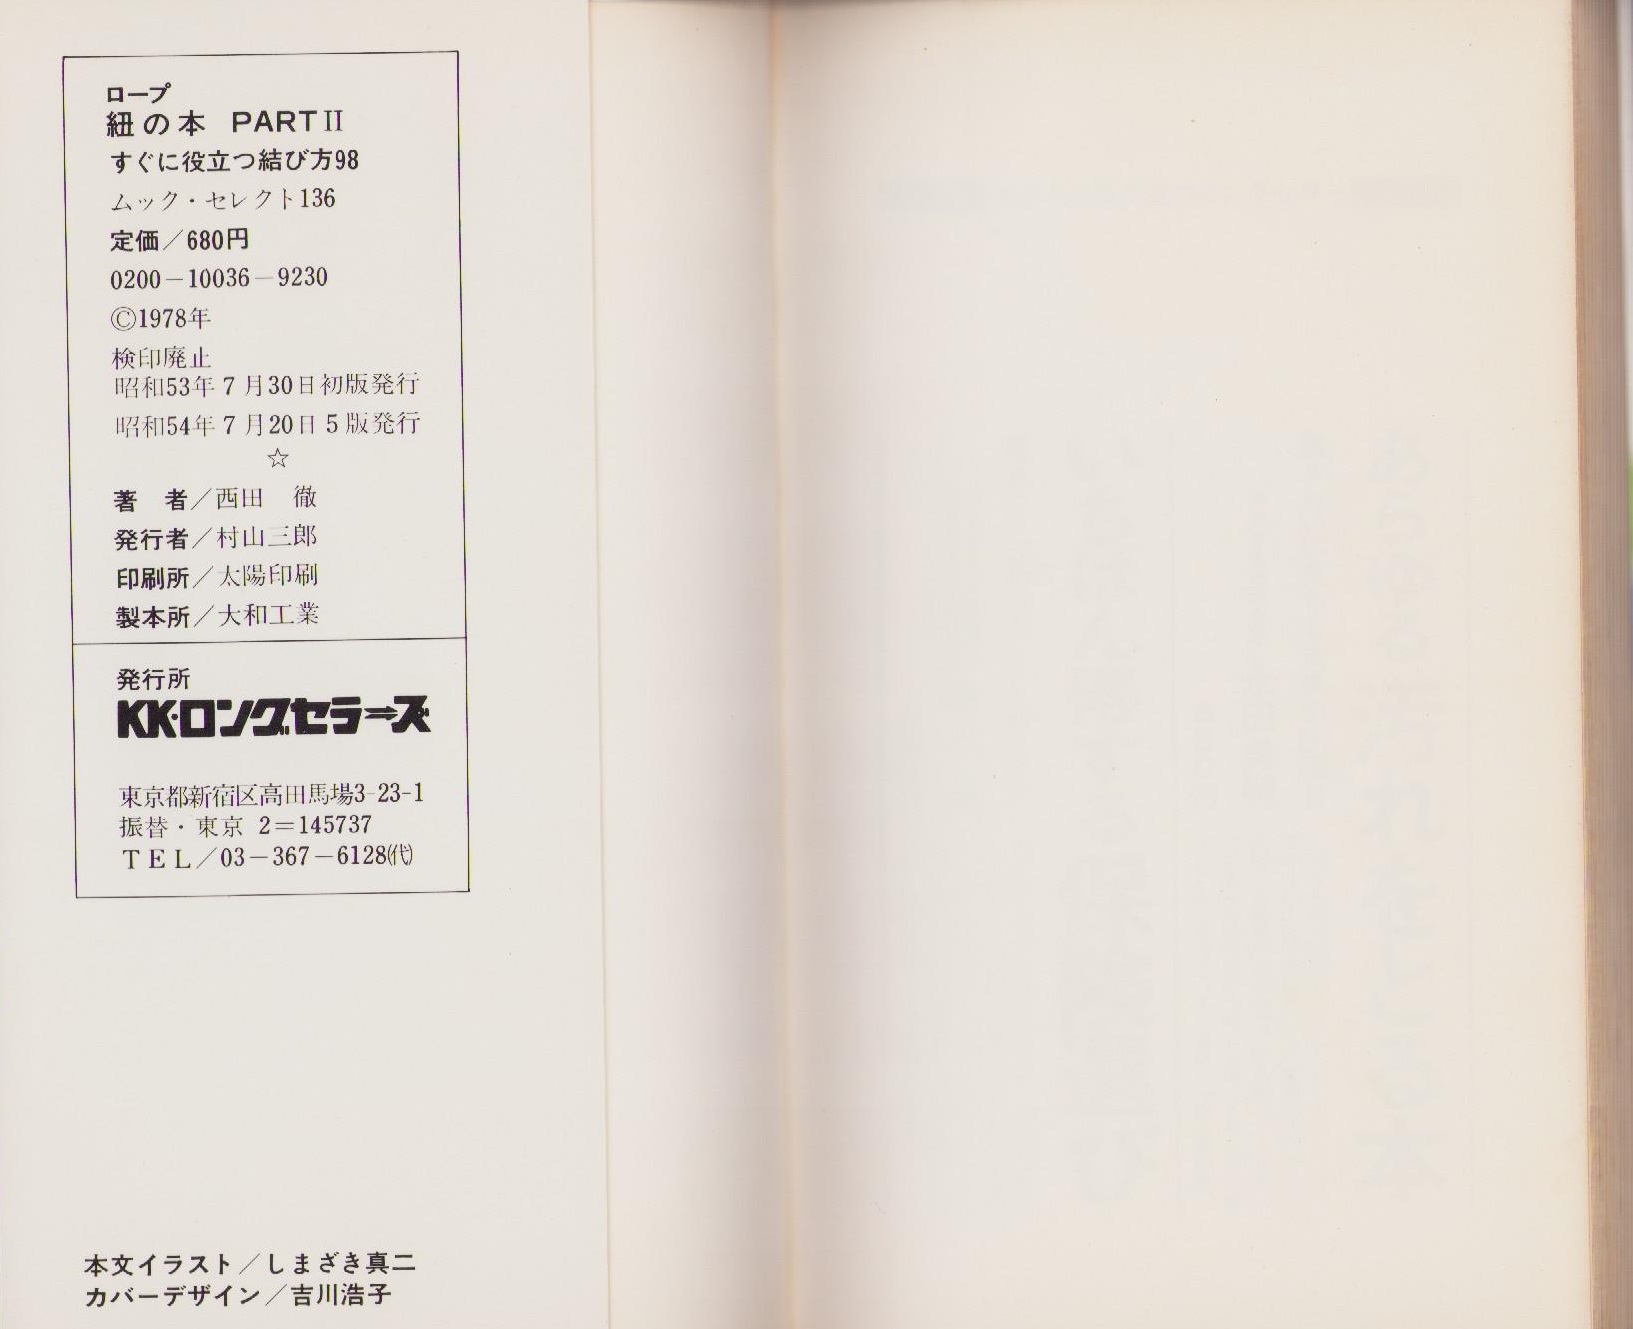 ロープ
紐の本 PARTⅡ
すぐに役立つ結び方98
ムック・セレクト136
定価／680円
0200－10036－9230
Ⓒ1978年
検印廃止
昭和53年7月30日初版発行
昭和54年7月20日5版発行
☆
著　者／西田　徹
発行者／村山三郎
印刷所／太陽印刷
製本所／大和工業
発行所
KK・ロングセラーズ
東京都新宿区高田馬場3-23-1
振替・東京 2＝145737
ＴＥＬ／03－367－6128(代)
本文イラスト／しまざき真二
カバーデザイン／吉川浩子